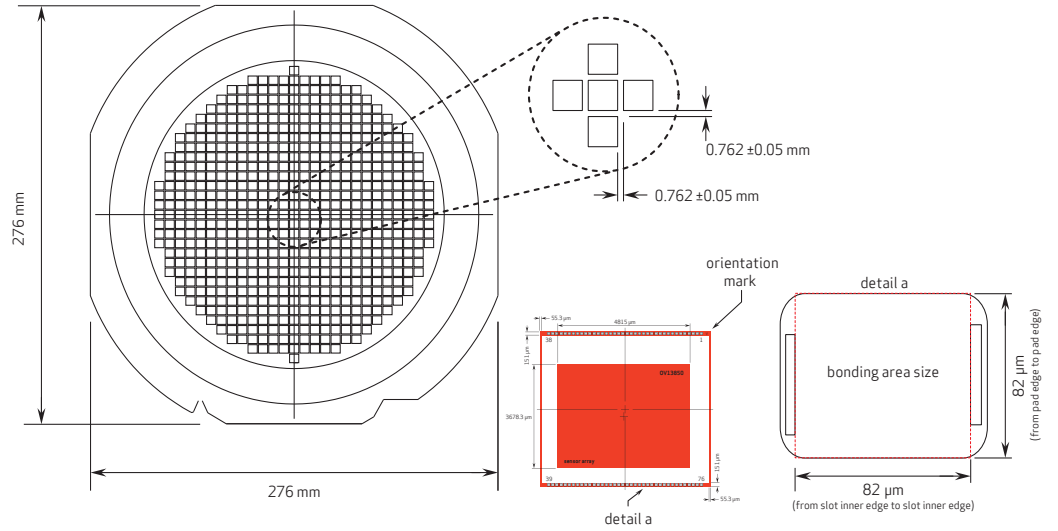 276 mm
276 mm
0.762 ±0.05 mm
0.762 ±0.05 mm
orientation
mark
55.3 µm
4815 µm
38
1
151 µm
OV13850
3678.3 µm
sensor array
39
76
151 µm
55.3 µm
detail a
detail a
bonding area size
82 µm
(from pad edge to pad edge)
82 µm
(from slot inner edge to slot inner edge)